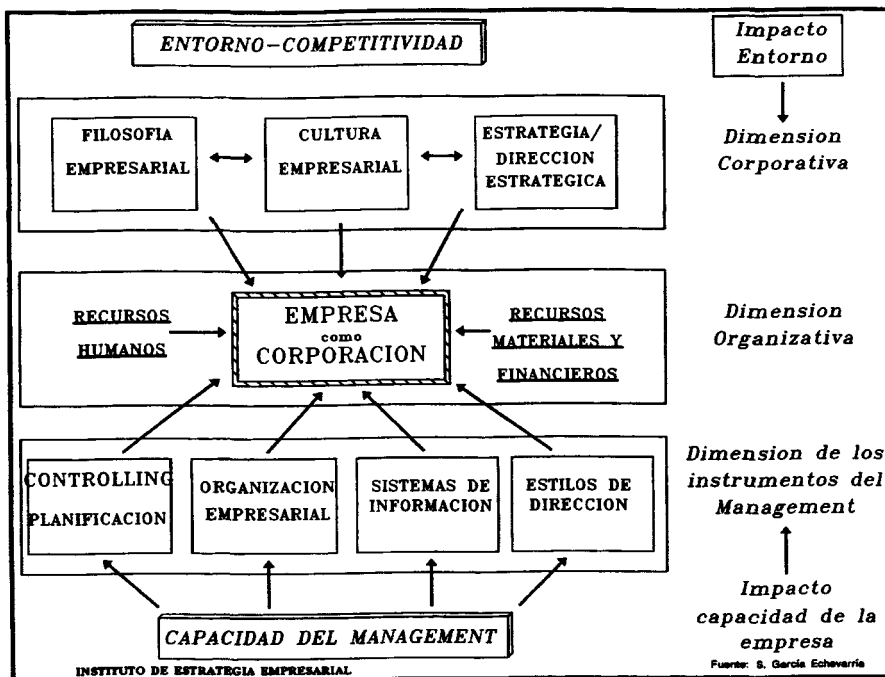 ENTORNO-COMPETITIVIDAD
Impacto
Entorno
FILOSOFIA
EMPRESARIAL
CULTURA
EMPRESARIAL
ESTRATEGIA/
DIRECCION
ESTRATEGICA
Dimension
Corporativa
RECURSOS
HUMANOS
EMPRESA
como
CORPORACION
RECURSOS
MATERIALES Y
FINANCIEROS
Dimension
Organizativa
CONTROLLING
PLANIFICACION
ORGANIZACION
EMPRESARIAL
SISTEMAS DE
INFORMACION
ESTILOS DE
DIRECCION
Dimension de los
instrumentos del
Management
CAPACIDAD DEL MANAGEMENT
Impacto
capacidad de la
empresa
INSTITUTO DE ESTRATEGIA EMPRESARIAL
Fuente: S. García Echevarría